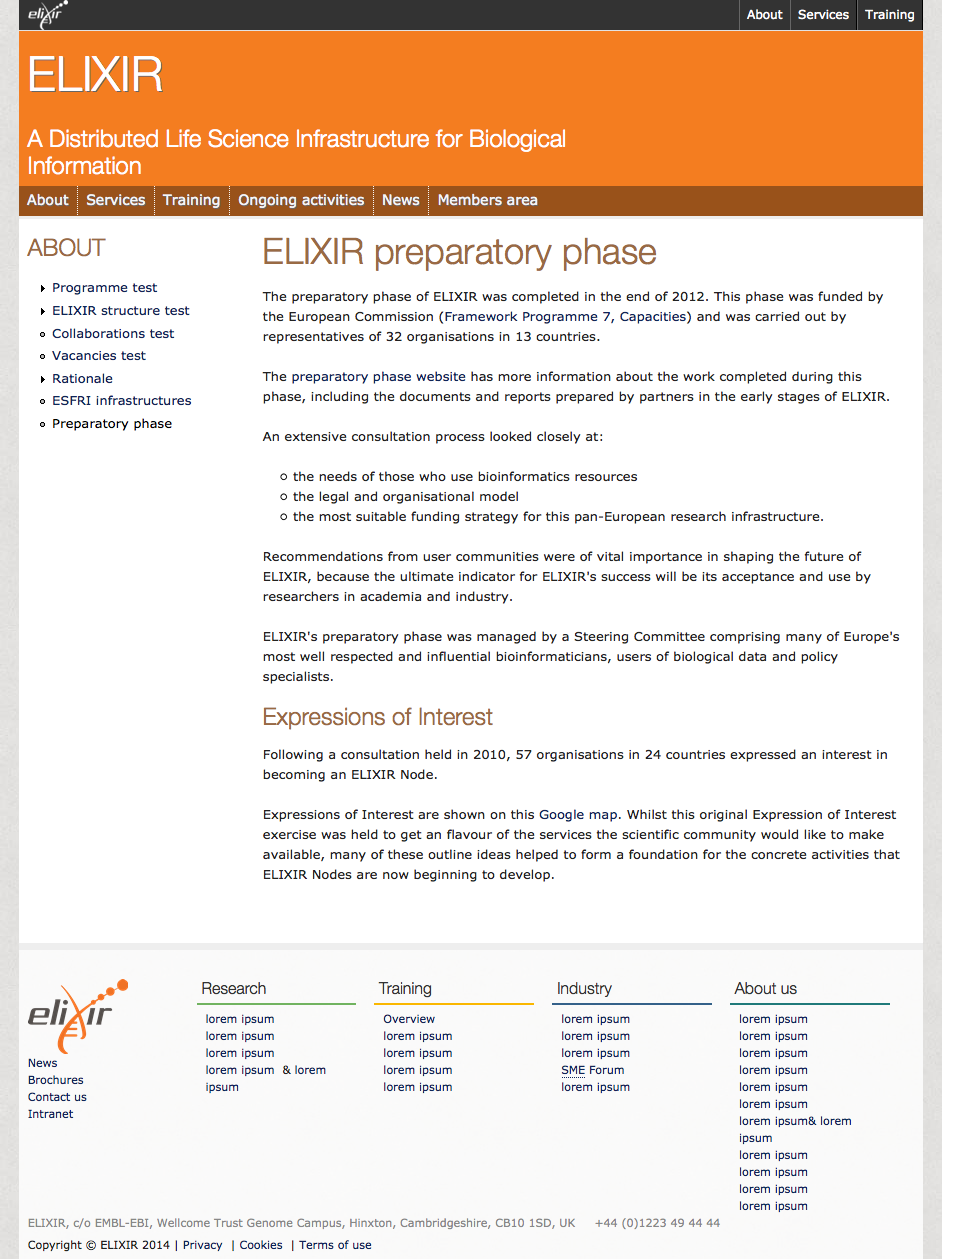 elixir
About Services Training
ELIXIR
A Distributed Life Science Infrastructure for Biological
Information
About Services Training Ongoing activities News Members area
ABOUT
Programme test
ELIXIR structure test
Collaborations test
Vacancies test
Rationale
ESFRI infrastructures
Preparatory phase
ELIXIR preparatory phase
The preparatory phase of ELIXIR was completed in the end of 2012. This phase was funded by
the European Commission (Framework Programme 7, Capacities) and was carried out by
representatives of 32 organisations in 13 countries.
The preparatory phase website has more information about the work completed during this
phase, including the documents and reports prepared by partners in the early stages of ELIXIR.
An extensive consultation process looked closely at:
the needs of those who use bioinformatics resources
the legal and organisational model
the most suitable funding strategy for this pan-European research infrastructure.
Recommendations from user communities were of vital importance in shaping the future of
ELIXIR, because the ultimate indicator for ELIXIR's success will be its acceptance and use by
researchers in academia and industry.
ELIXIR's preparatory phase was managed by a Steering Committee comprising many of Europe's
most well respected and influential bioinformaticians, users of biological data and policy
specialists.
Expressions of Interest
Following a consultation held in 2010, 57 organisations in 24 countries expressed an interest in
becoming an ELIXIR Node.
Expressions of Interest are shown on this Google map. Whilst this original Expression of Interest
exercise was held to get an flavour of the services the scientific community would like to make
available, many of these outline ideas helped to form a foundation for the concrete activities that
ELIXIR Nodes are now beginning to develop.
elixir
News
Brochures
Contact us
Intranet
Research
lorem ipsum
lorem ipsum
lorem ipsum
lorem ipsum & lorem
ipsum
Training
Overview
lorem ipsum
lorem ipsum
lorem ipsum
lorem ipsum
Industry
lorem ipsum
lorem ipsum
lorem ipsum
SME Forum
lorem ipsum
About us
lorem ipsum
lorem ipsum
lorem ipsum
lorem ipsum
lorem ipsum
lorem ipsum
lorem ipsum& lorem
ipsum
lorem ipsum
lorem ipsum
lorem ipsum
lorem ipsum
ELIXIR, c/o EMBL-EBI, Wellcome Trust Genome Campus, Hinxton, Cambridgeshire, CB10 1SD, UK +44 (0)1223 49 44 44
Copyright © ELIXIR 2014 | Privacy | Cookies | Terms of use